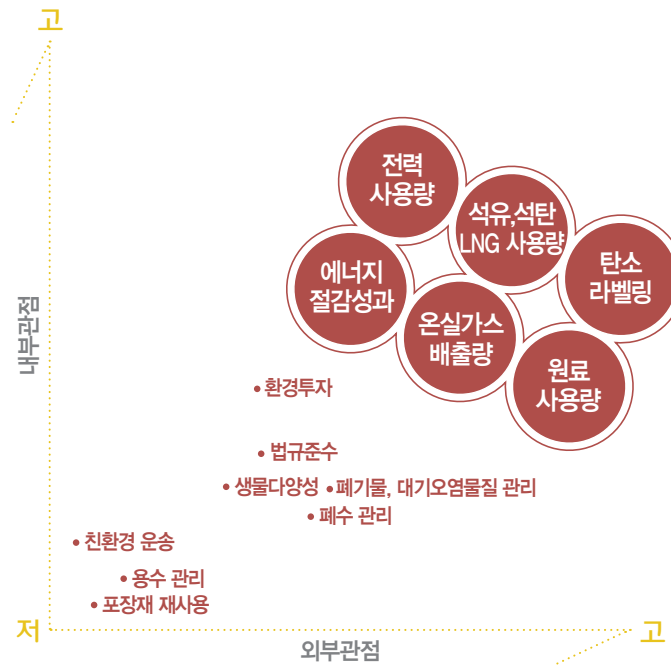 고
전력
사용량
석유,석탄
LNG 사용량
탄소
라벨링
에너지
절감성과
온실가스
배출량
원료
사용량
내부관점
• 환경투자
• 법규준수
• 생물다양성 • 폐기물, 대기오염물질 관리
• 폐수 관리
• 친환경 운송
• 용수 관리
• 포장재 재사용
저
외부관점
고